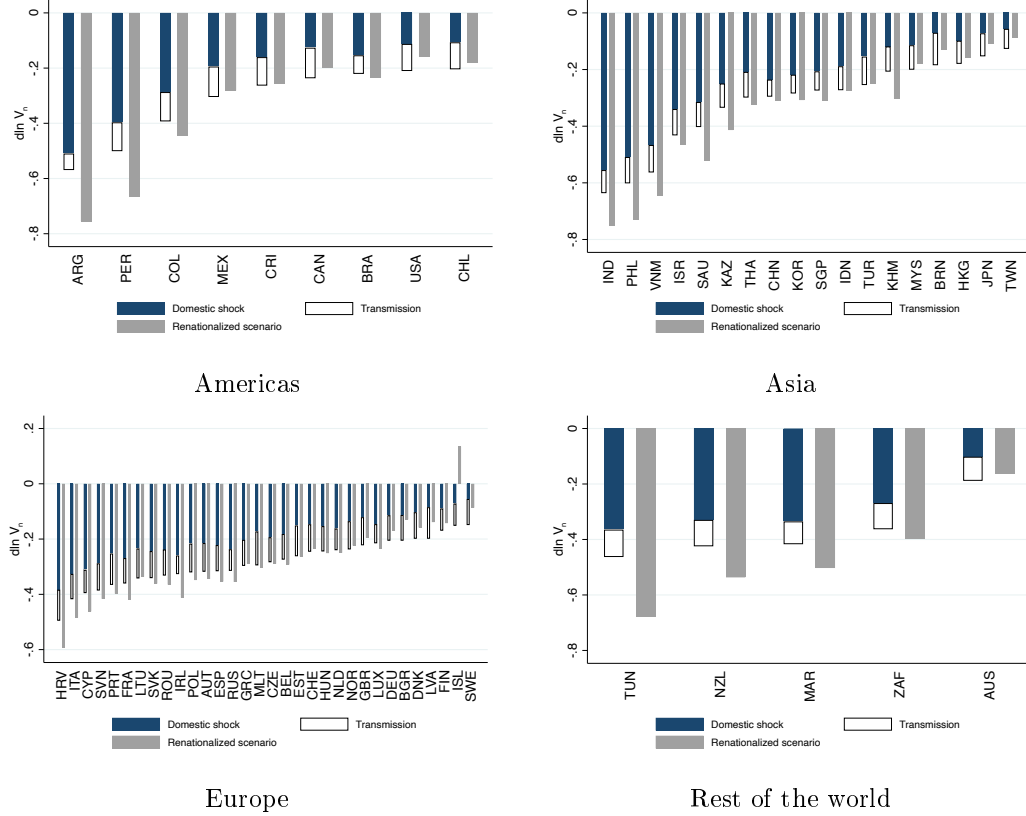 0
-.2
-.4
-.6
-.8
dln Vn
ARG PER COL MEX CRI CAN BRA USA CHL
Domestic shock Transmission
Renationalized scenario
Americas
0
-.2
-.4
-.6
-.8
dln Vn
IND PHL VNM ISR SAU KAZ THA CHN KOR SGP IDN TUR KHM MYS BRN HKG JPN TWN
Domestic shock Transmission
Renationalized scenario
Asia
.2
0
-.2
-.4
-.6
dln Vn
HRV ITA CYP SVN PRT FRA LTU SVK ROU IRL POL AUT ESP RUS GRC MLT CZE BEL EST CHE HUN NLD NOR GBR LUX DEU BGR DNK LVA FIN ISL SWE
Domestic shock Transmission
Renationalized scenario
Europe
0
-.2
-.4
-.6
-.8
dln Vn
TUN NZL MAR ZAF AUS
Domestic shock Transmission
Renationalized scenario
Rest of the world